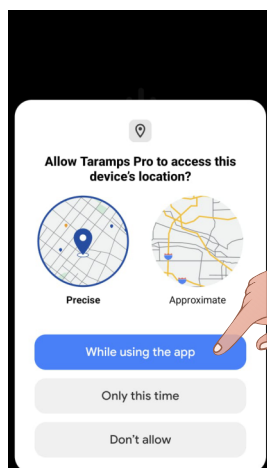 Allow Taramps Pro to access this
device's location?
Precise
Approximate
While using the app
Only this time
Don't allow